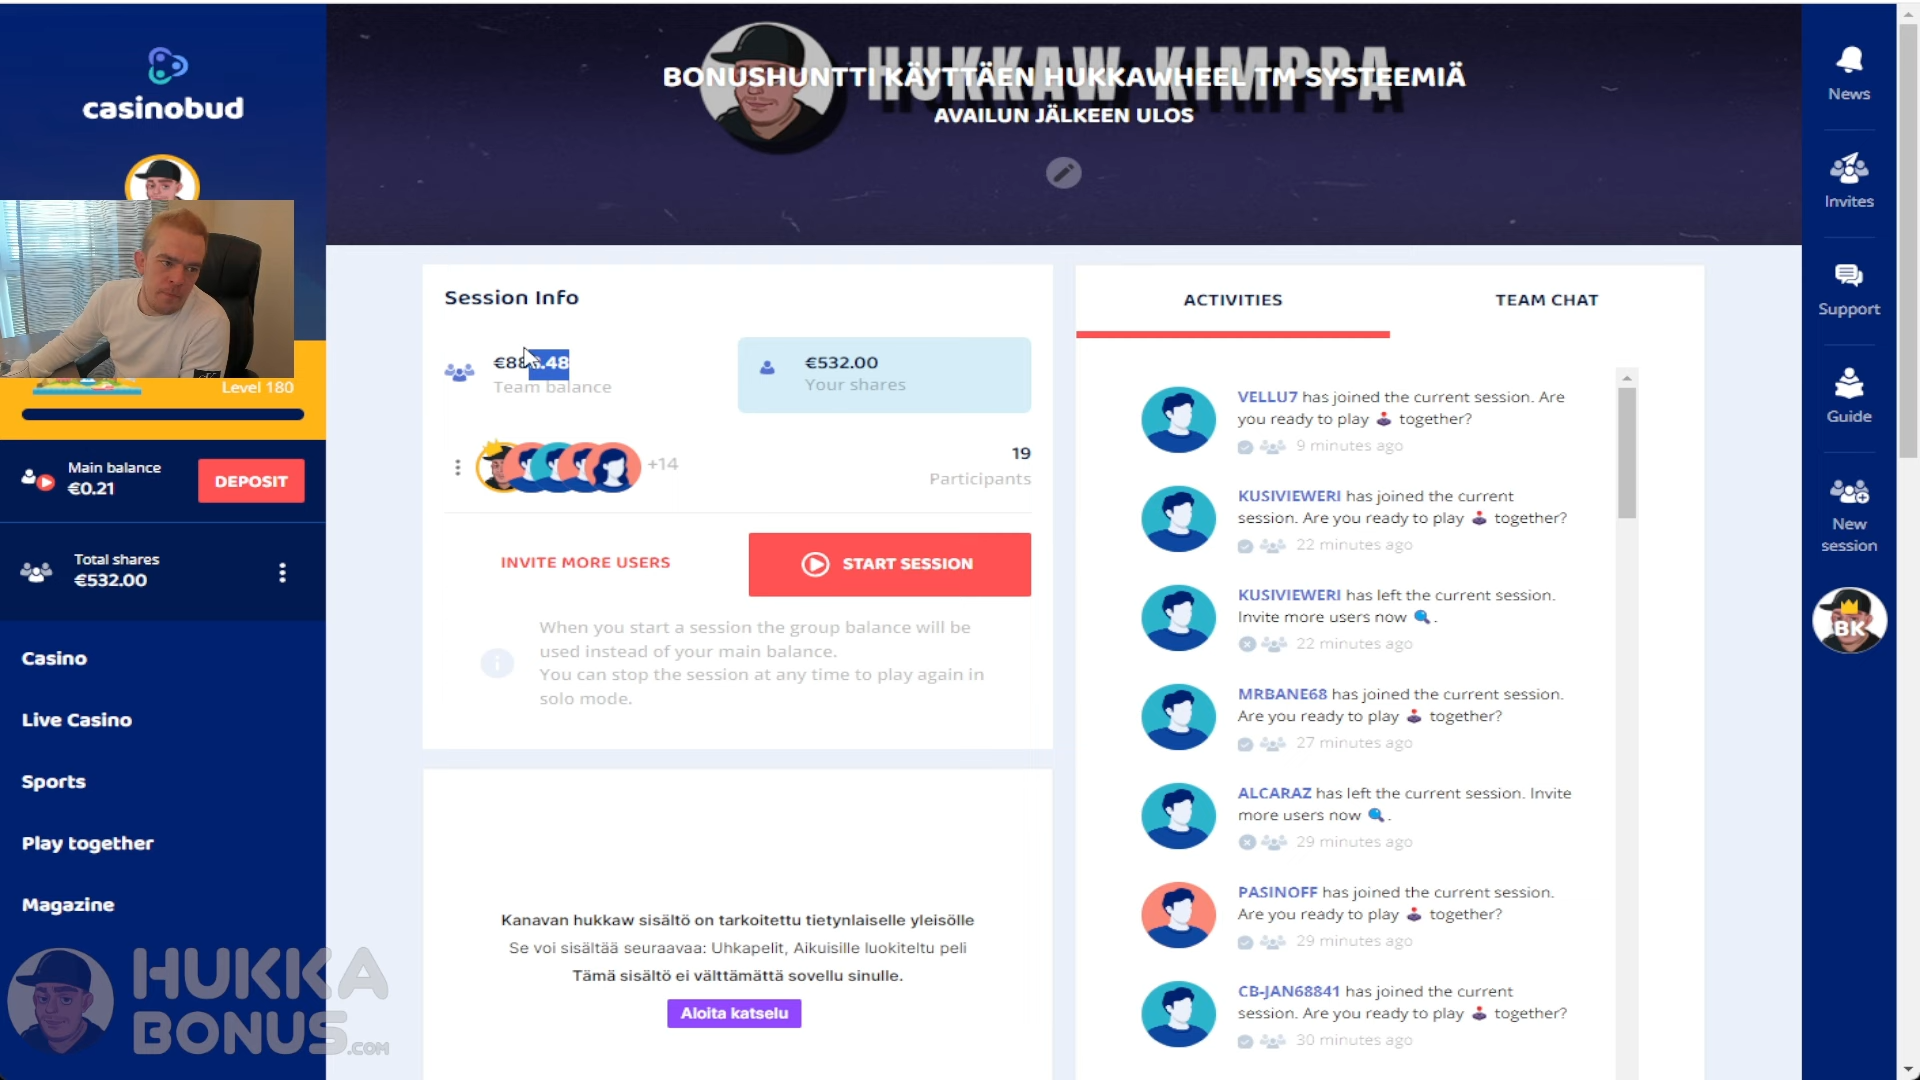 casinobud
Level 180
Main balance
€0.21
DEPOSIT
Total shares
€532.00
Casino
Live Casino
Sports
Play together
Magazine
HUKKA
BONUS.COM
HUKKAW KIMPPA
BONUSHUNTTI KÄYTTÄEN HUKKAWHEEL TM SYSTEEMIÄ
AVAILUN JÄLKEEN ULOS
Session Info
.48
Team balance
€532.00
Your shares
+14
19
Participants
INVITE MORE USERS
START SESSION
When you start a session the group balance will be
used instead of your main balance.
You can stop the session at any time to play again in
solo mode.
Kanavan hukkaw sisältö on tarkoitettu tietynlaiselle yleisölle
Se voi sisältää seuraavaa: Uhkapelit, Aikuisille luokiteltu peli
Tämä sisältö ei välttämättä sovellu sinulle.
Aloita katselu
ACTIVITIES
TEAM CHAT
VELLU7 has joined the current session. Are
you ready to play 🕹️ together?
9 minutes ago
KUSIVIEWERI has joined the current
session. Are you ready to play 🕹️ together?
22 minutes ago
KUSIVIEWERI has left the current session.
Invite more users now 🔍.
22 minutes ago
MRBANE68 has joined the current session.
Are you ready to play 🕹️ together?
27 minutes ago
ALCARAZ has left the current session. Invite
more users now 🔍.
29 minutes ago
PASINOFF has joined the current session.
Are you ready to play 🕹️ together?
29 minutes ago
CB-JAN68841 has joined the current
session. Are you ready to play 🕹️ together?
30 minutes ago
News
Invites
Support
Guide
New
session
BK